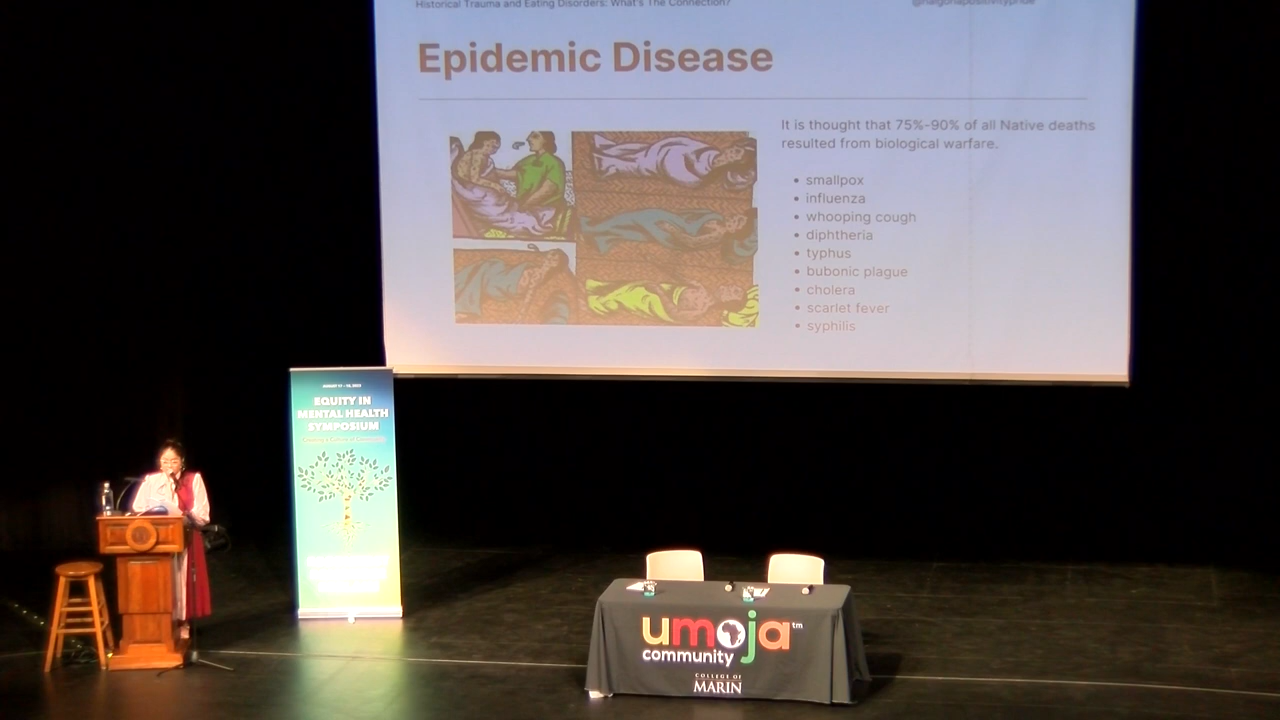 Historical Trauma and Eating Disorders: What's The Connection?
@nalgonapositivitypride
Epidemic Disease
It is thought that 75%-90% of all Native deaths
resulted from biological warfare.
• smallpox
• influenza
• whooping cough
• diphtheria
• typhus
• bubonic plague
• cholera
• scarlet fever
• syphilis
EQUITY IN
MENTAL HEALTH
SYMPOSIUM
umoja™
community
COLLEGE OF
MARIN